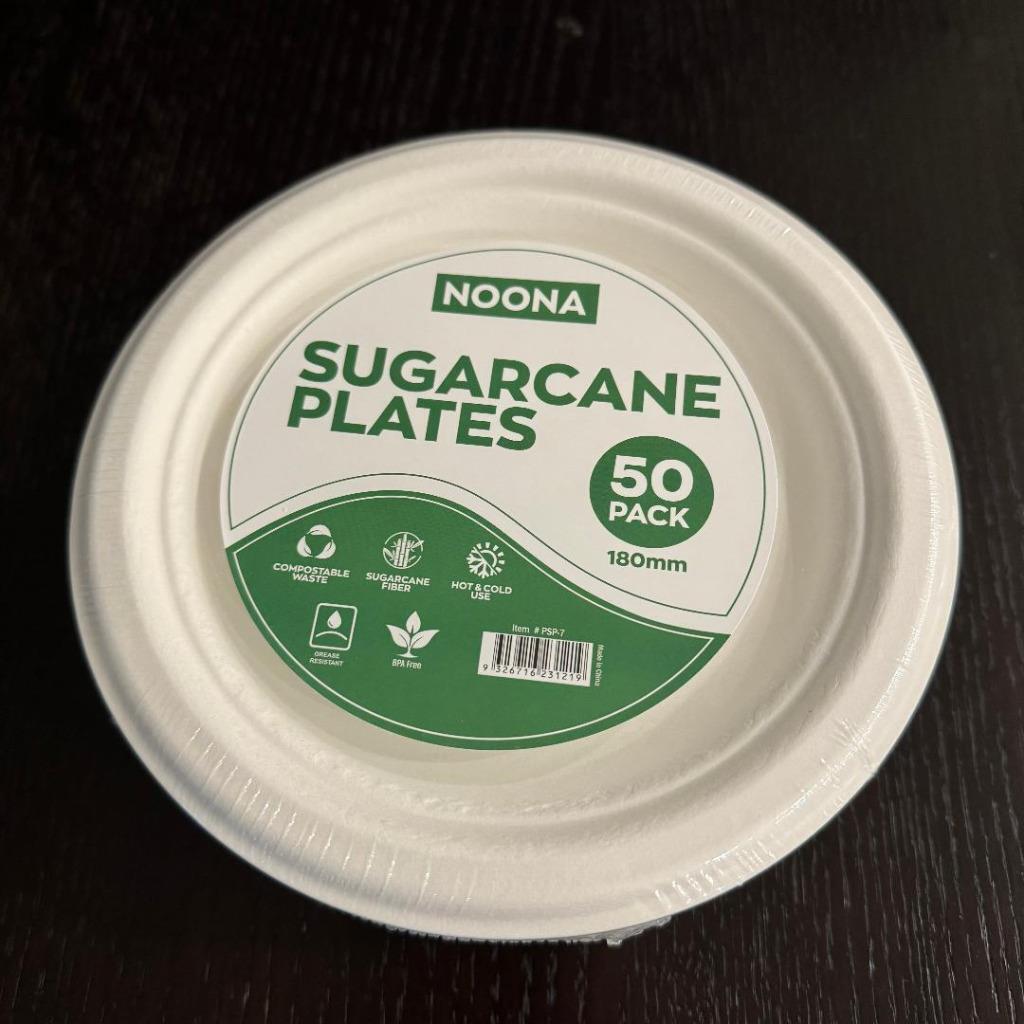 NOONA
SUGARCANE
PLATES
50
PACK
180mm
COMPOSTABLE
WASTE
SUGARCANE
FIBER
HOT & COLD
USE
GREASE
RESISTANT
BPA Free
Item # PSP-7
9 326716 231219
Made in China